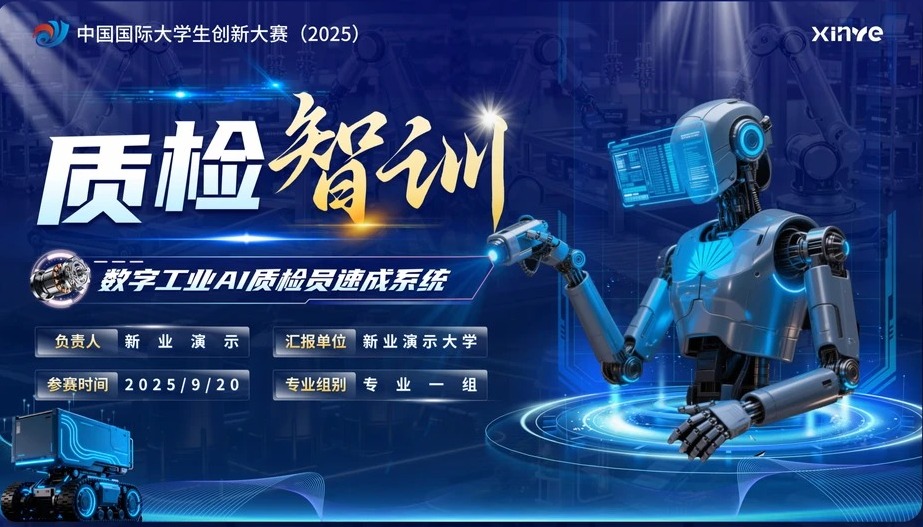 中国国际大学生创新大赛（2025）
xinye
质检智训
数字工业AI质检员速成系统
负责人 新业演示
汇报单位 新业演示大学
参赛时间 2025/9/20
专业组别 专业一组